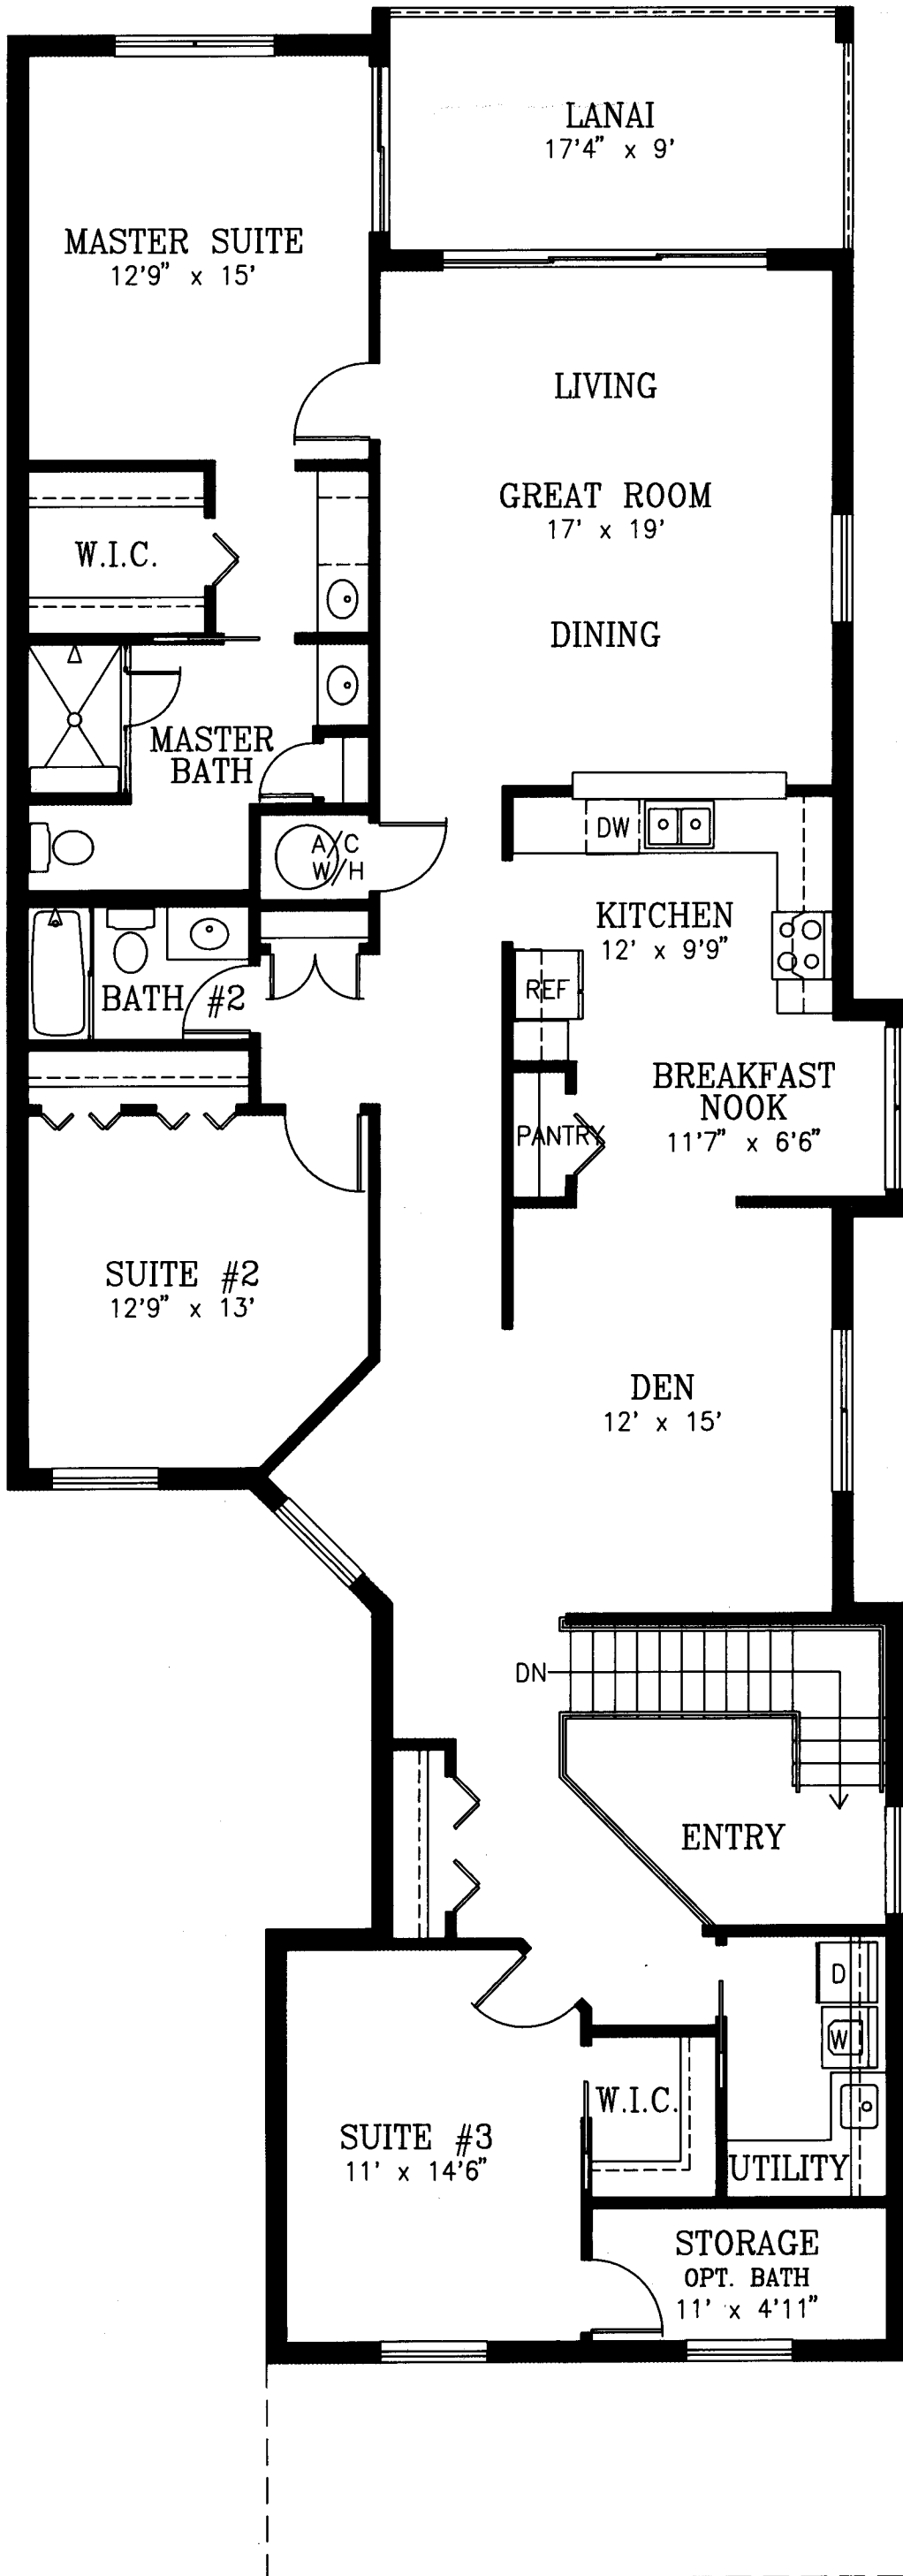 LANAI
17'4" x 9'
MASTER SUITE
12'9" x 15'
LIVING
GREAT ROOM
17' x 19'
W.I.C.
DINING
MASTER
BATH
DW
A/C
W/H
KITCHEN
12' x 9'9"
REF
BATH #2
BREAKFAST
NOOK
11'7" x 6'6"
PANTRY
SUITE #2
12'9" x 13'
DEN
12' x 15'
DN
ENTRY
D
W
W.I.C.
SUITE #3
11' x 14'6"
UTILITY
STORAGE
OPT. BATH
11' x 4'11"